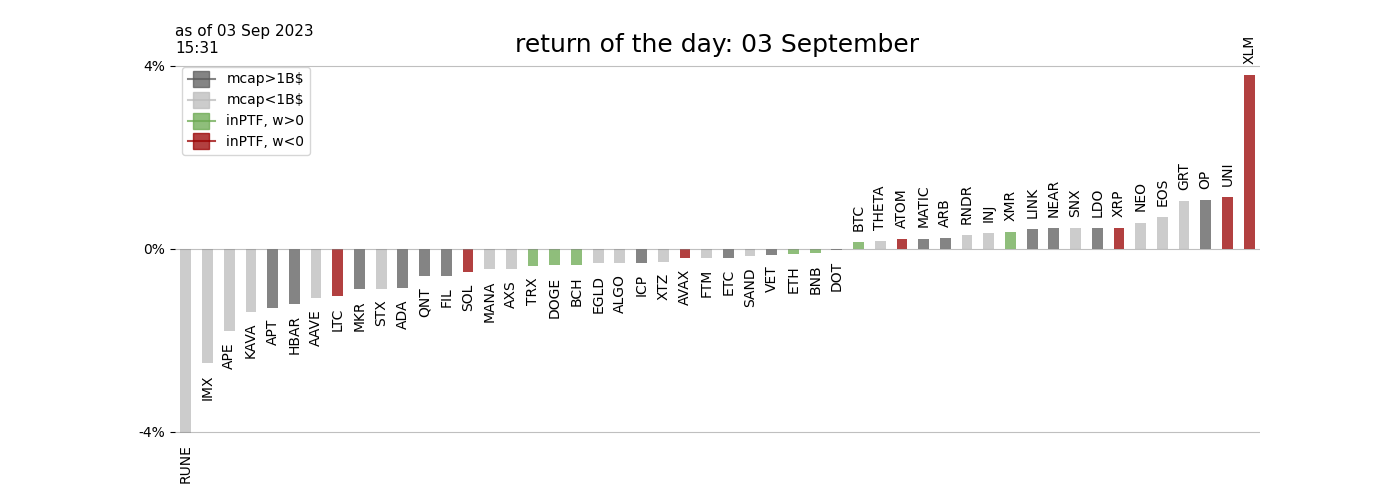 as of 03 Sep 2023
15:31
return of the day: 03 September
4%
0%
-4%
mcap>1B$
mcap<1B$
inPTF, w>0
inPTF, w<0
RUNE
IMX
APE
KAVA
APT
HBAR
AAVE
LTC
MKR
STX
ADA
QNT
FIL
SOL
MANA
AXS
TRX
DOGE
BCH
EGLD
ALGO
ICP
XTZ
AVAX
FTM
ETC
SAND
VET
ETH
BNB
DOT
BTC
THETA
ATOM
MATIC
ARB
RNDR
INJ
XMR
LINK
NEAR
SNX
LDO
XRP
NEO
EOS
GRT
OP
UNI
XLM